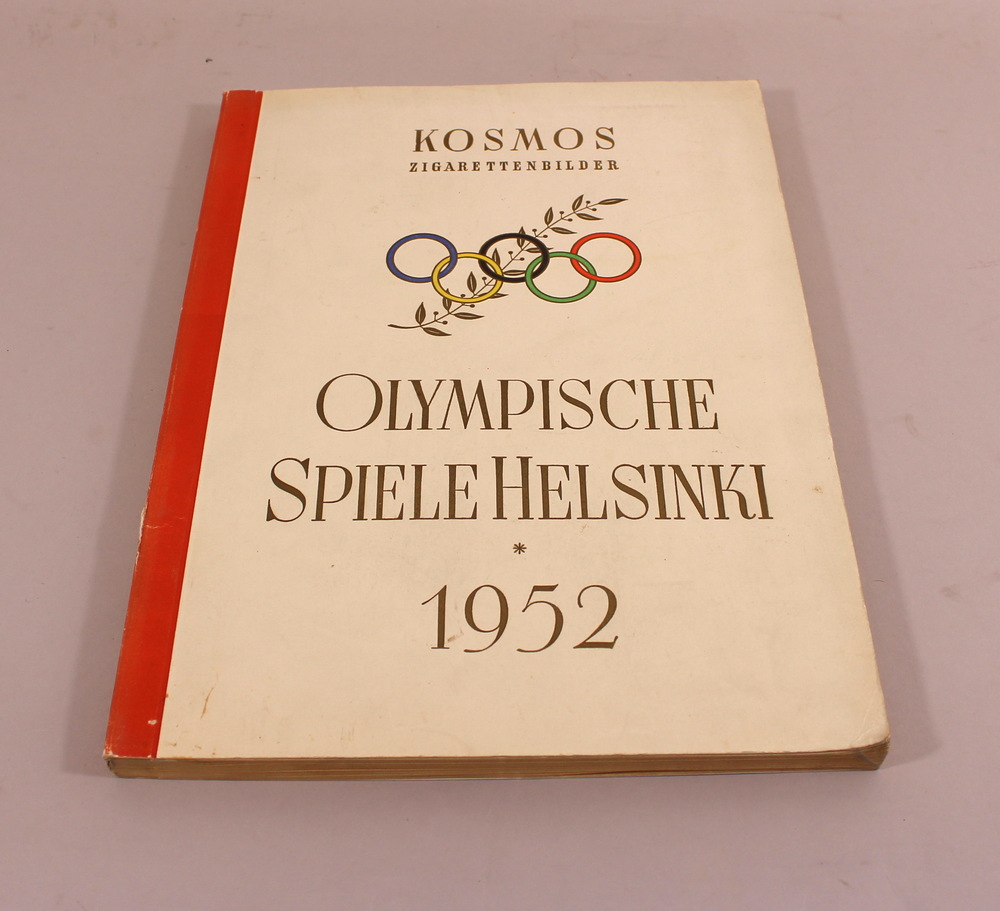 KOSMOS
ZIGARETTENBILDER
OLYMPISCHE
SPIELE HELSINKI
*
1952